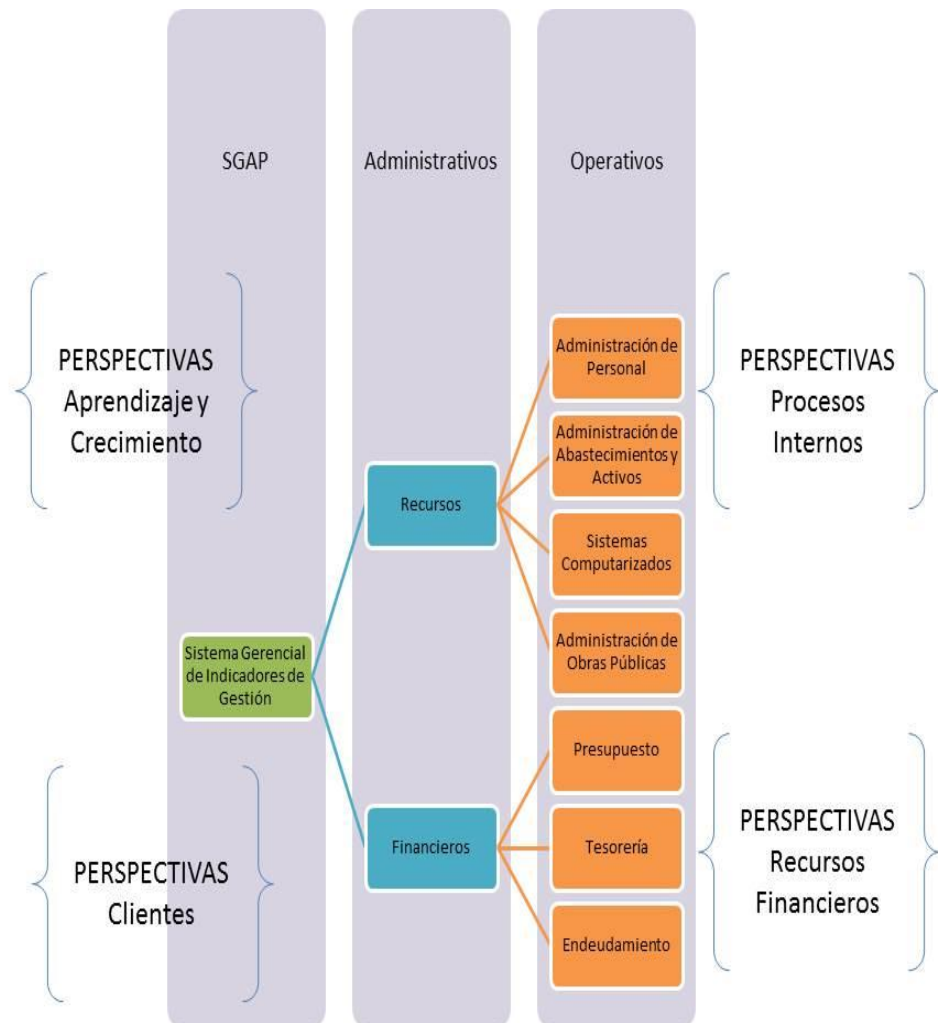 SGAP
Administrativos
Operativos
PERSPECTIVAS
Aprendizaje y
Crecimiento
PERSPECTIVAS
Clientes
Sistema Gerencial
de Indicadores de
Gestión
Recursos
Financieros
Administración de
Personal
Administración de
Abastecimientos y
Activos
Sistemas
Computarizados
Administración de
Obras Públicas
Presupuesto
Tesorería
Endeudamiento
PERSPECTIVAS
Procesos
Internos
PERSPECTIVAS
Recursos
Financieros